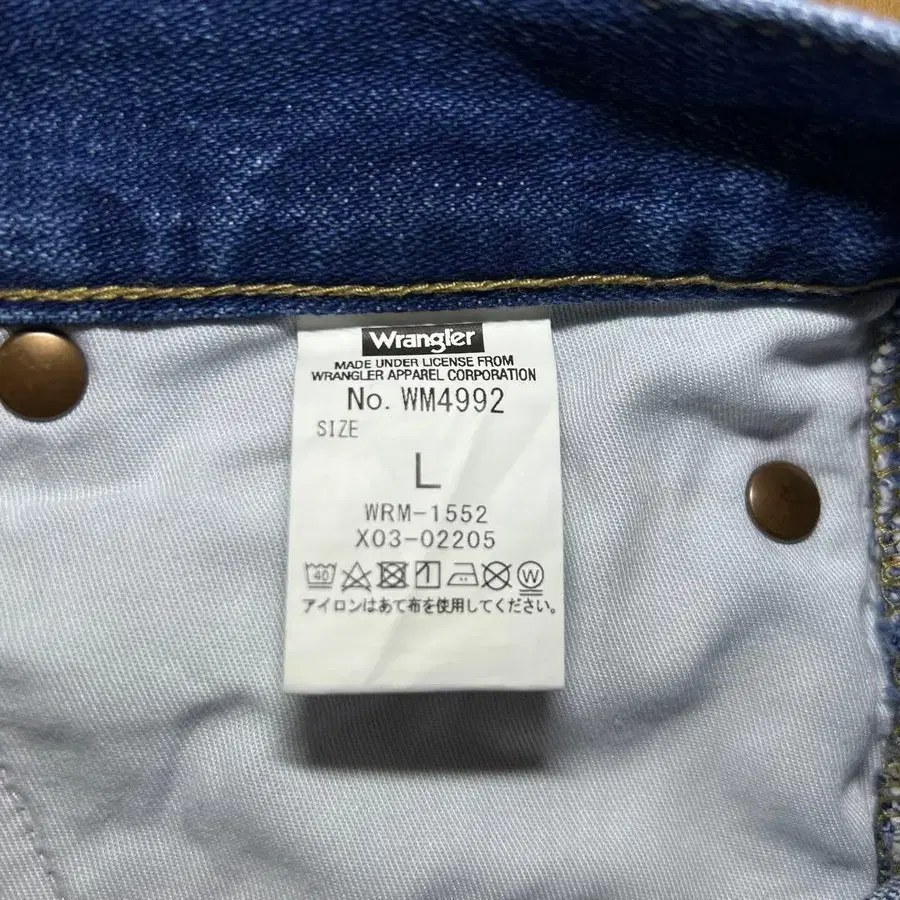 Wrangler
MADE UNDER LICENSE FROM
WRANGLER APPAREL CORPORATION
No. WM4992
SIZE
L
WRM-1552
X03-02205
40 W
アイロンはあて布を使用してください。